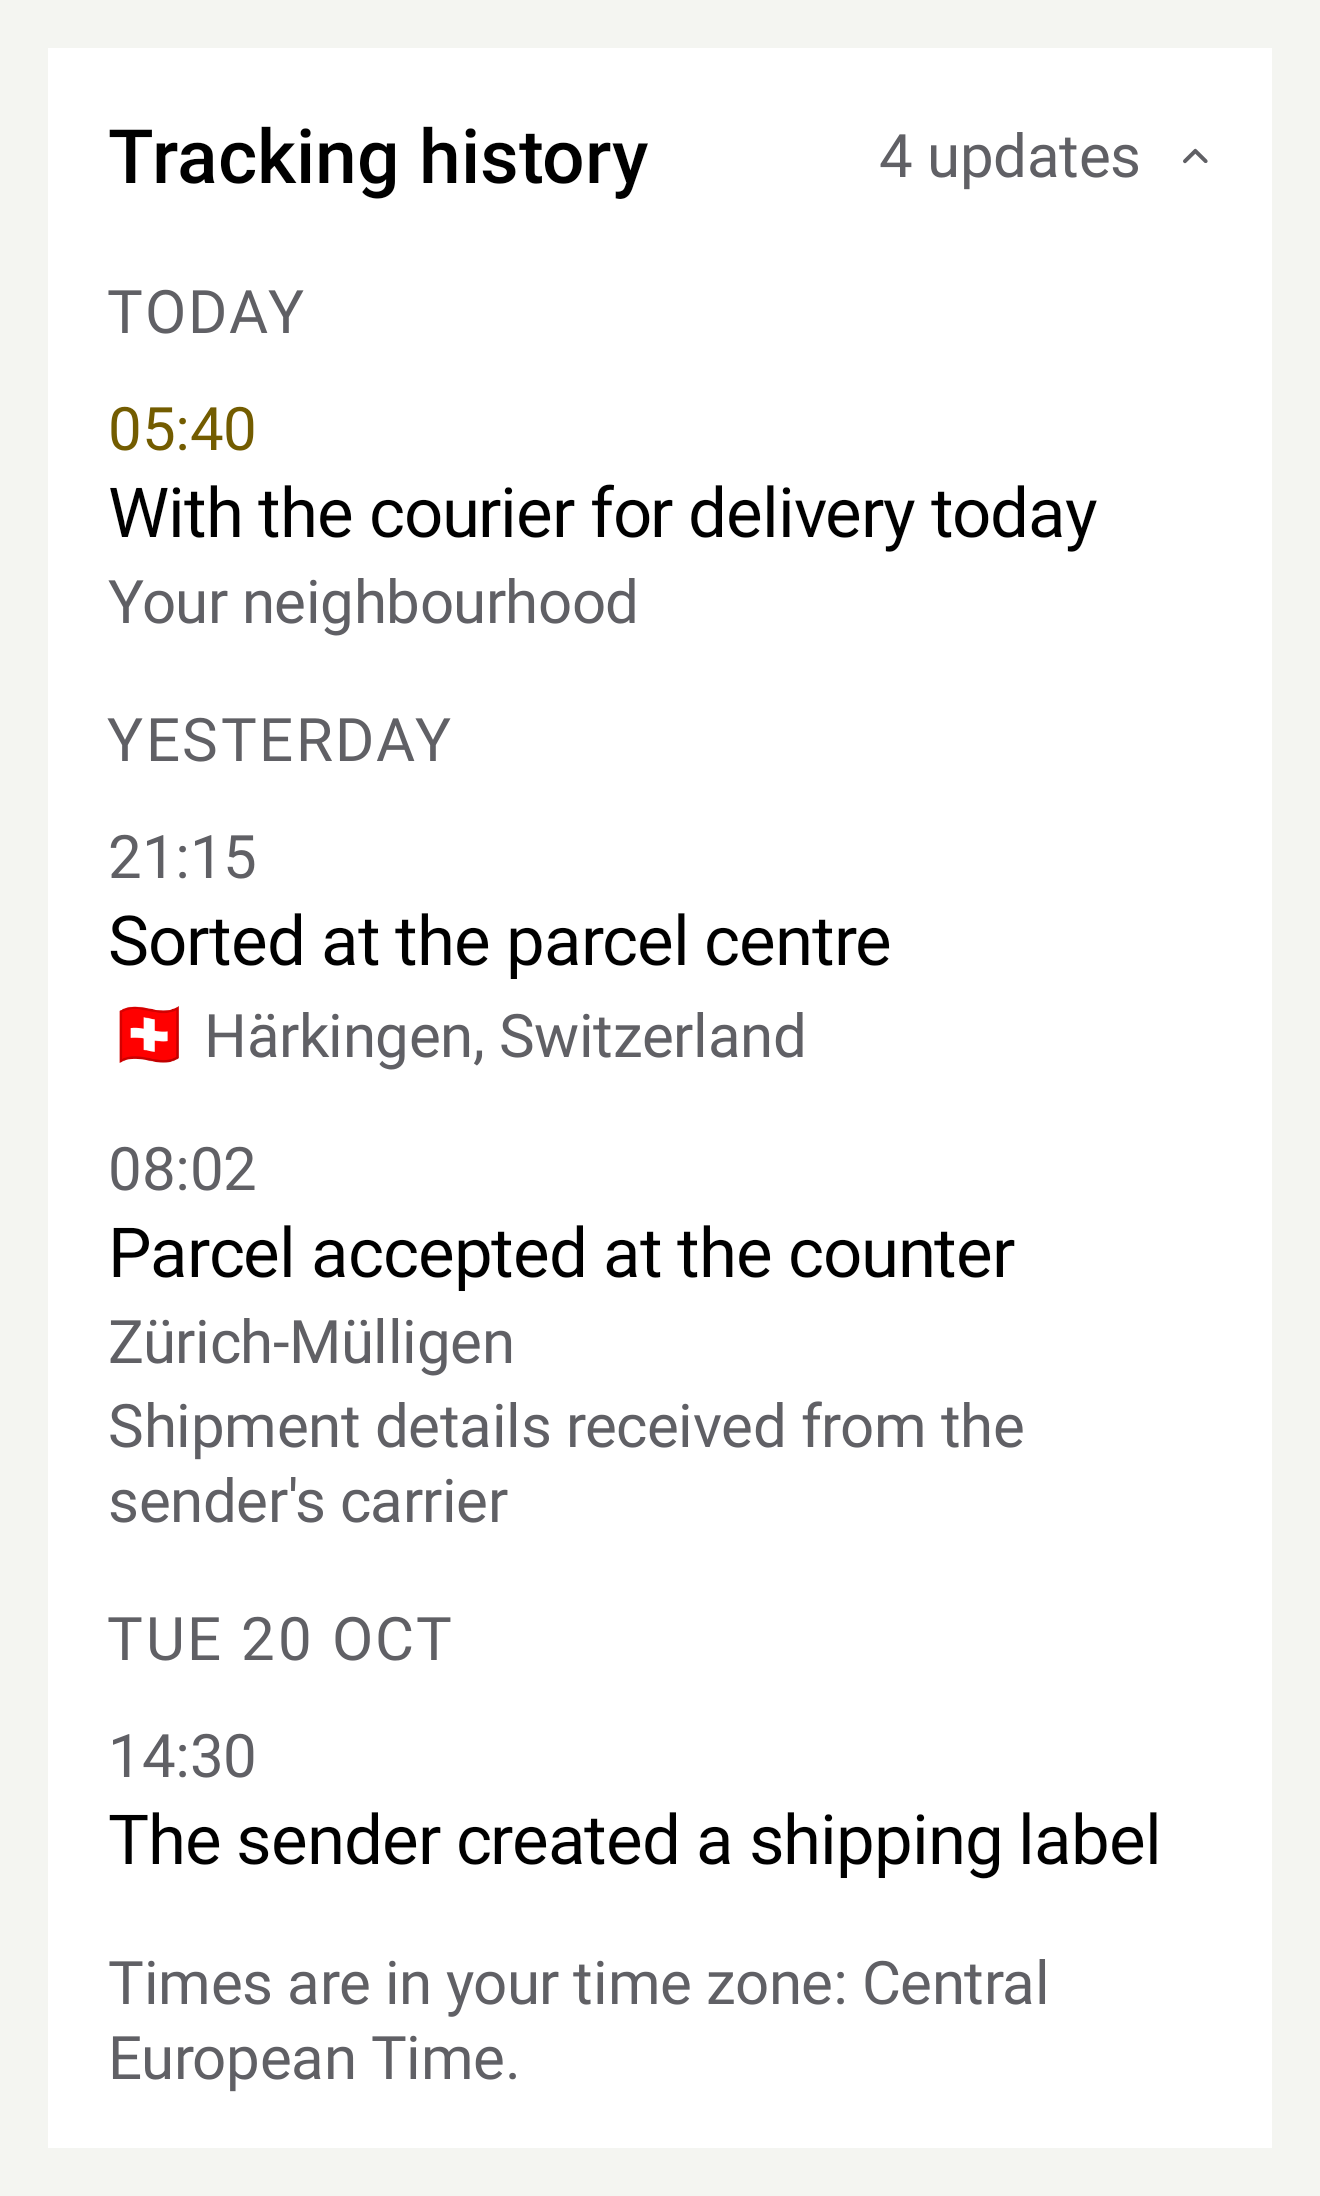 Tracking history
4 updates
TODAY
05:40
With the courier for delivery today
Your neighbourhood
YESTERDAY
21:15
Sorted at the parcel centre
🇨🇭 Härkingen, Switzerland
08:02
Parcel accepted at the counter
Zürich-Mülligen
Shipment details received from the
sender's carrier
TUE 20 OCT
14:30
The sender created a shipping label
Times are in your time zone: Central
European Time.